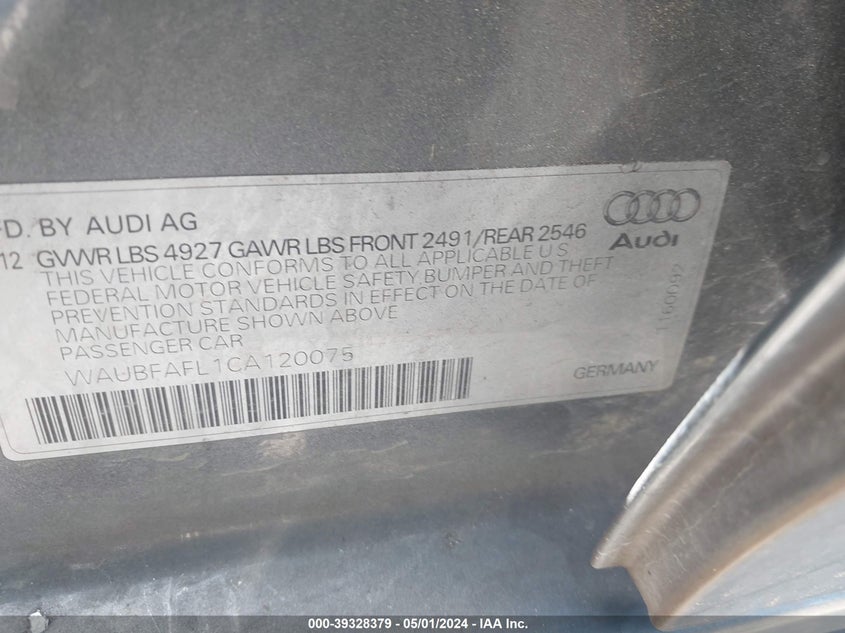 FD. BY AUDI AG
12 GVWR LBS 4927 GAWR LBS FRONT 2491/REAR 2546
THIS VEHICLE CONFORMS TO ALL APPLICABLE U S
FEDERAL MOTOR VEHICLE SAFETY, BUMPER AND THEFT
PREVENTION STANDARDS IN EFFECT ON THE DATE OF
MANUFACTURE SHOWN ABOVE
PASSENGER CAR
WAUBFAFL1CA120075
Audi
GERMANY
000-39328379 - 05/01/2024 - IAA Inc.